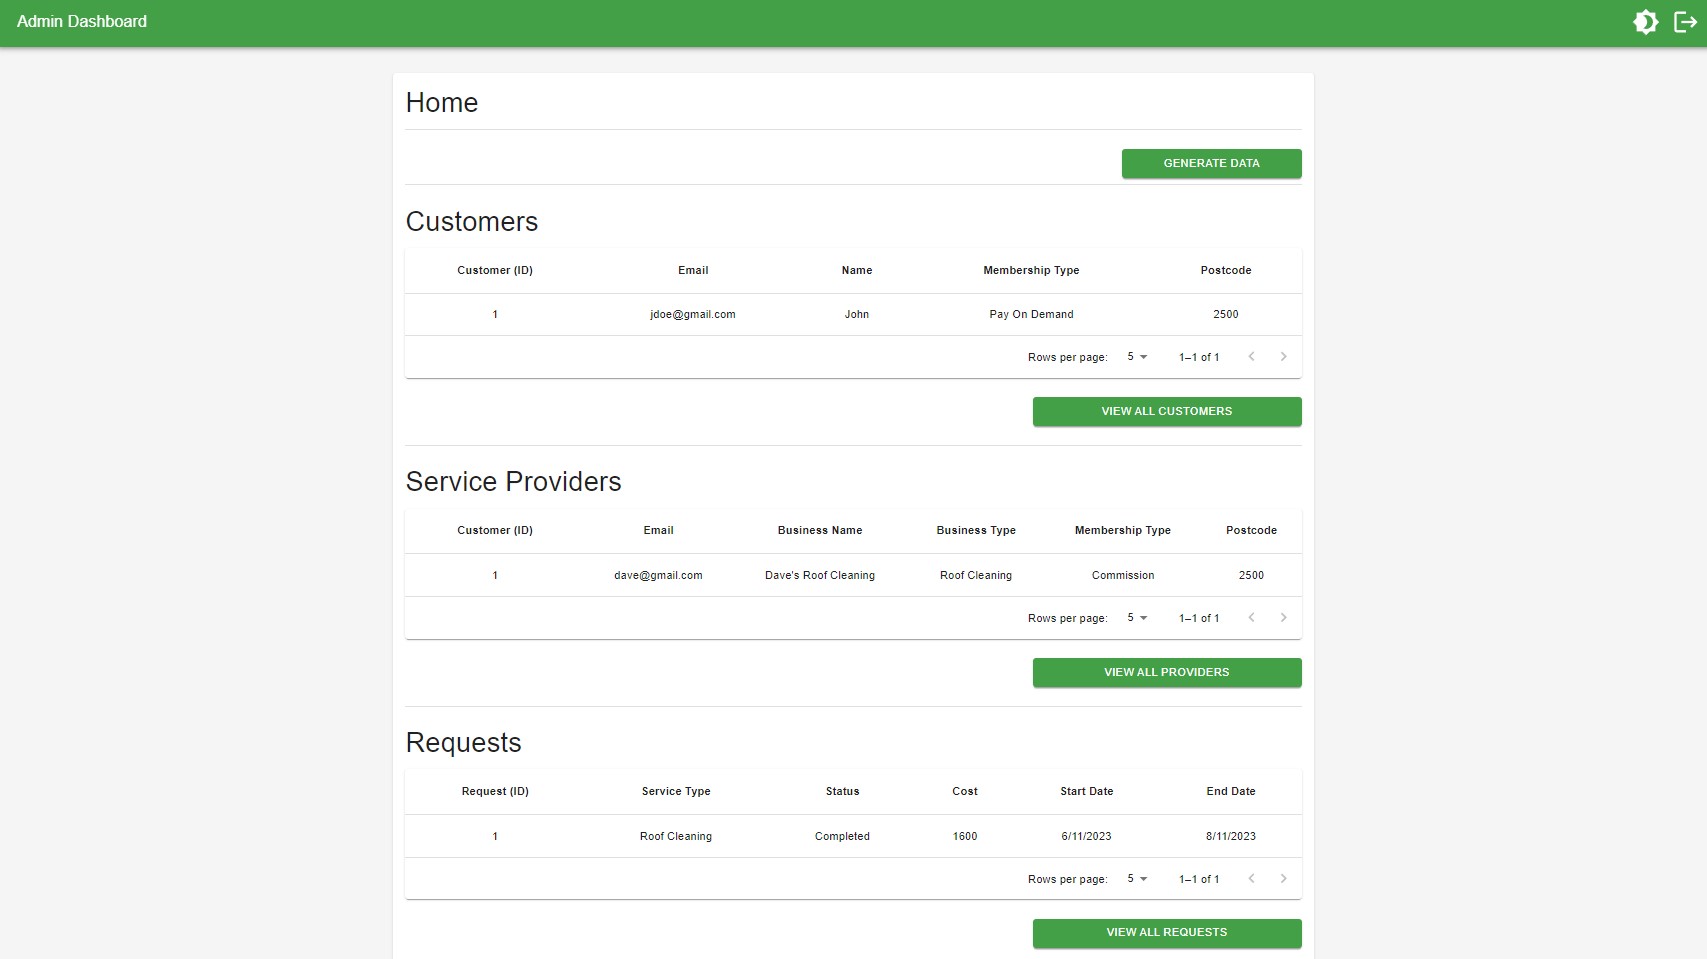 Admin Dashboard
Home
GENERATE DATA
Customers
Customer (ID) Email Name Membership Type Postcode
1 jdoe@gmail.com John Pay On Demand 2500
Rows per page: 5 1–1 of 1
VIEW ALL CUSTOMERS
Service Providers
Customer (ID) Email Business Name Business Type Membership Type Postcode
1 dave@gmail.com Dave's Roof Cleaning Roof Cleaning Commission 2500
Rows per page: 5 1–1 of 1
VIEW ALL PROVIDERS
Requests
Request (ID) Service Type Status Cost Start Date End Date
1 Roof Cleaning Completed 1600 6/11/2023 8/11/2023
Rows per page: 5 1–1 of 1
VIEW ALL REQUESTS